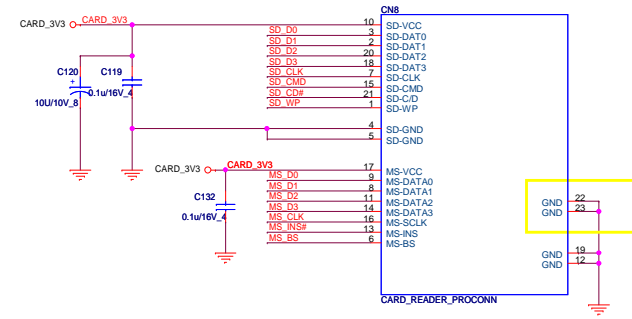 CN8
CARD_3V3 CARD_3V3 10 SD-VCC
SD_D0 3 SD-DAT0
SD_D1 2 SD-DAT1
SD_D2 20 SD-DAT2
SD_D3 18 SD-DAT3
SD_CLK 7 SD-CLK
SD_CMD 15 SD-CMD
SD_CD# 21 SD-C/D
SD_WP 1 SD-WP
C120 C119
+
10U/10V_8 0.1u/16V_4
4 SD-GND
5 SD-GND
CARD_3V3 CARD_3V3 17 MS-VCC
MS_D0 9 MS-DATA0
MS_D1 8 MS-DATA1
MS_D2 11 MS-DATA2
MS_D3 14 MS-DATA3
MS_CLK 16 MS-SCLK
MS_INS# 13 MS-INS
MS_BS 6 MS-BS
C132
0.1u/16V_4
GND 22
GND 23
GND 19
GND 12
CARD_READER_PROCONN